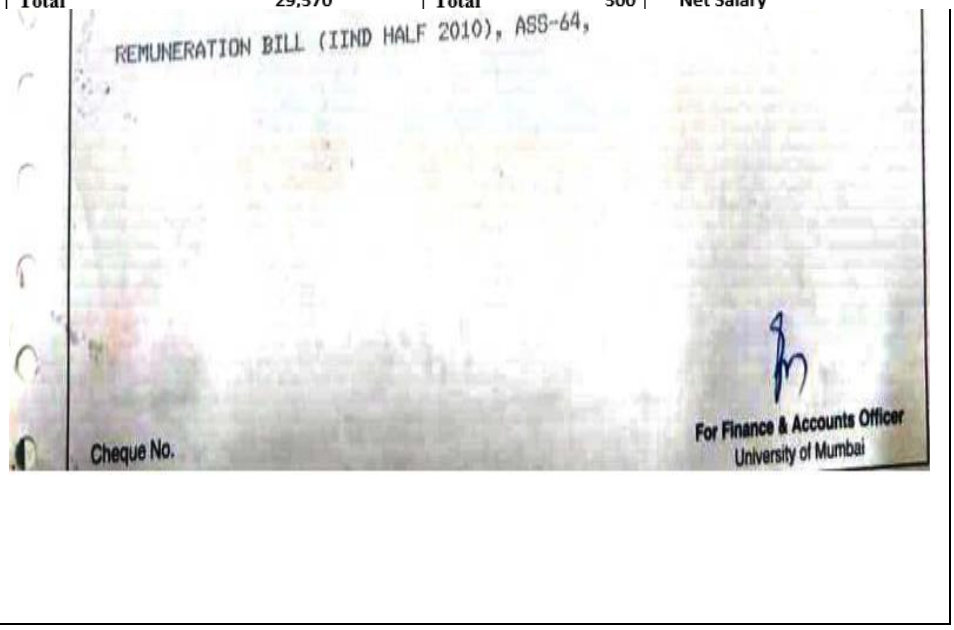 Total 29,570 Total 300 Net Salary
REMUNERATION BILL (IIND HALF 2010), ASS-64,
Cheque No.
For Finance & Accounts Officer
University of Mumbai